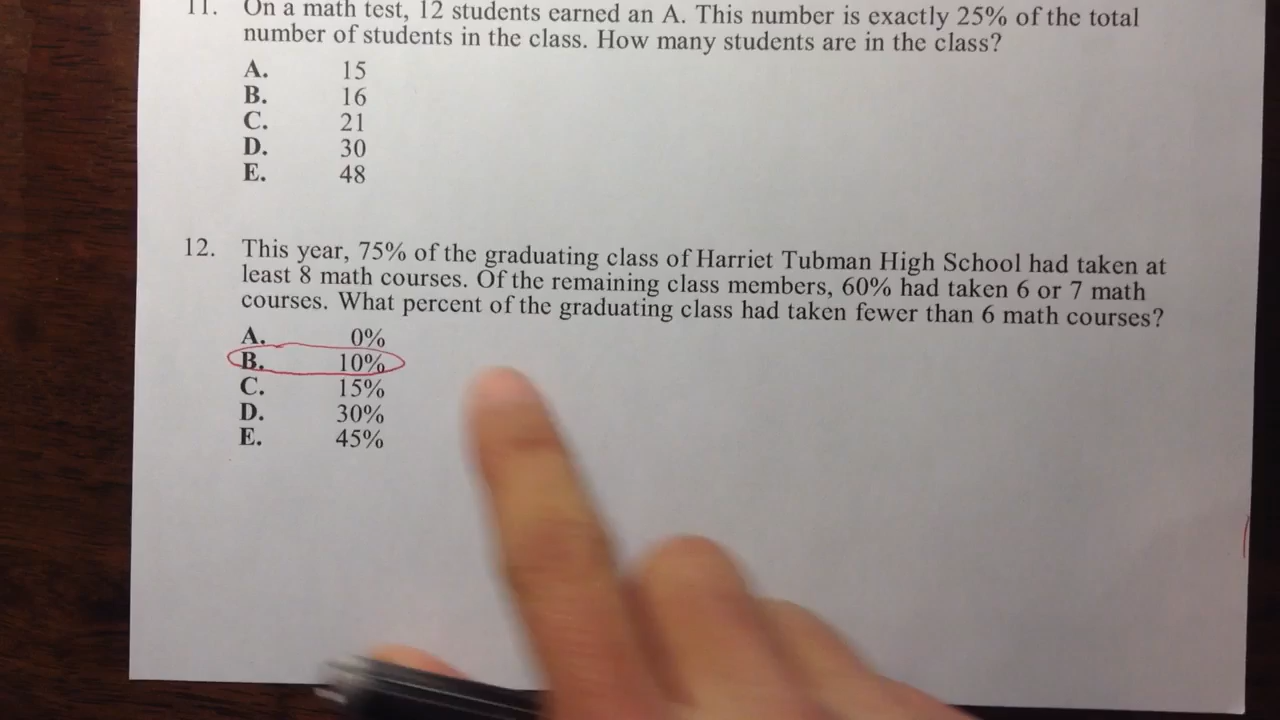 11. On a math test, 12 students earned an A. This number is exactly 25% of the total
number of students in the class. How many students are in the class?
A. 15
B. 16
C. 21
D. 30
E. 48
12. This year, 75% of the graduating class of Harriet Tubman High School had taken at
least 8 math courses. Of the remaining class members, 60% had taken 6 or 7 math
courses. What percent of the graduating class had taken fewer than 6 math courses?
A. 0%
B. 10%
C. 15%
D. 30%
E. 45%